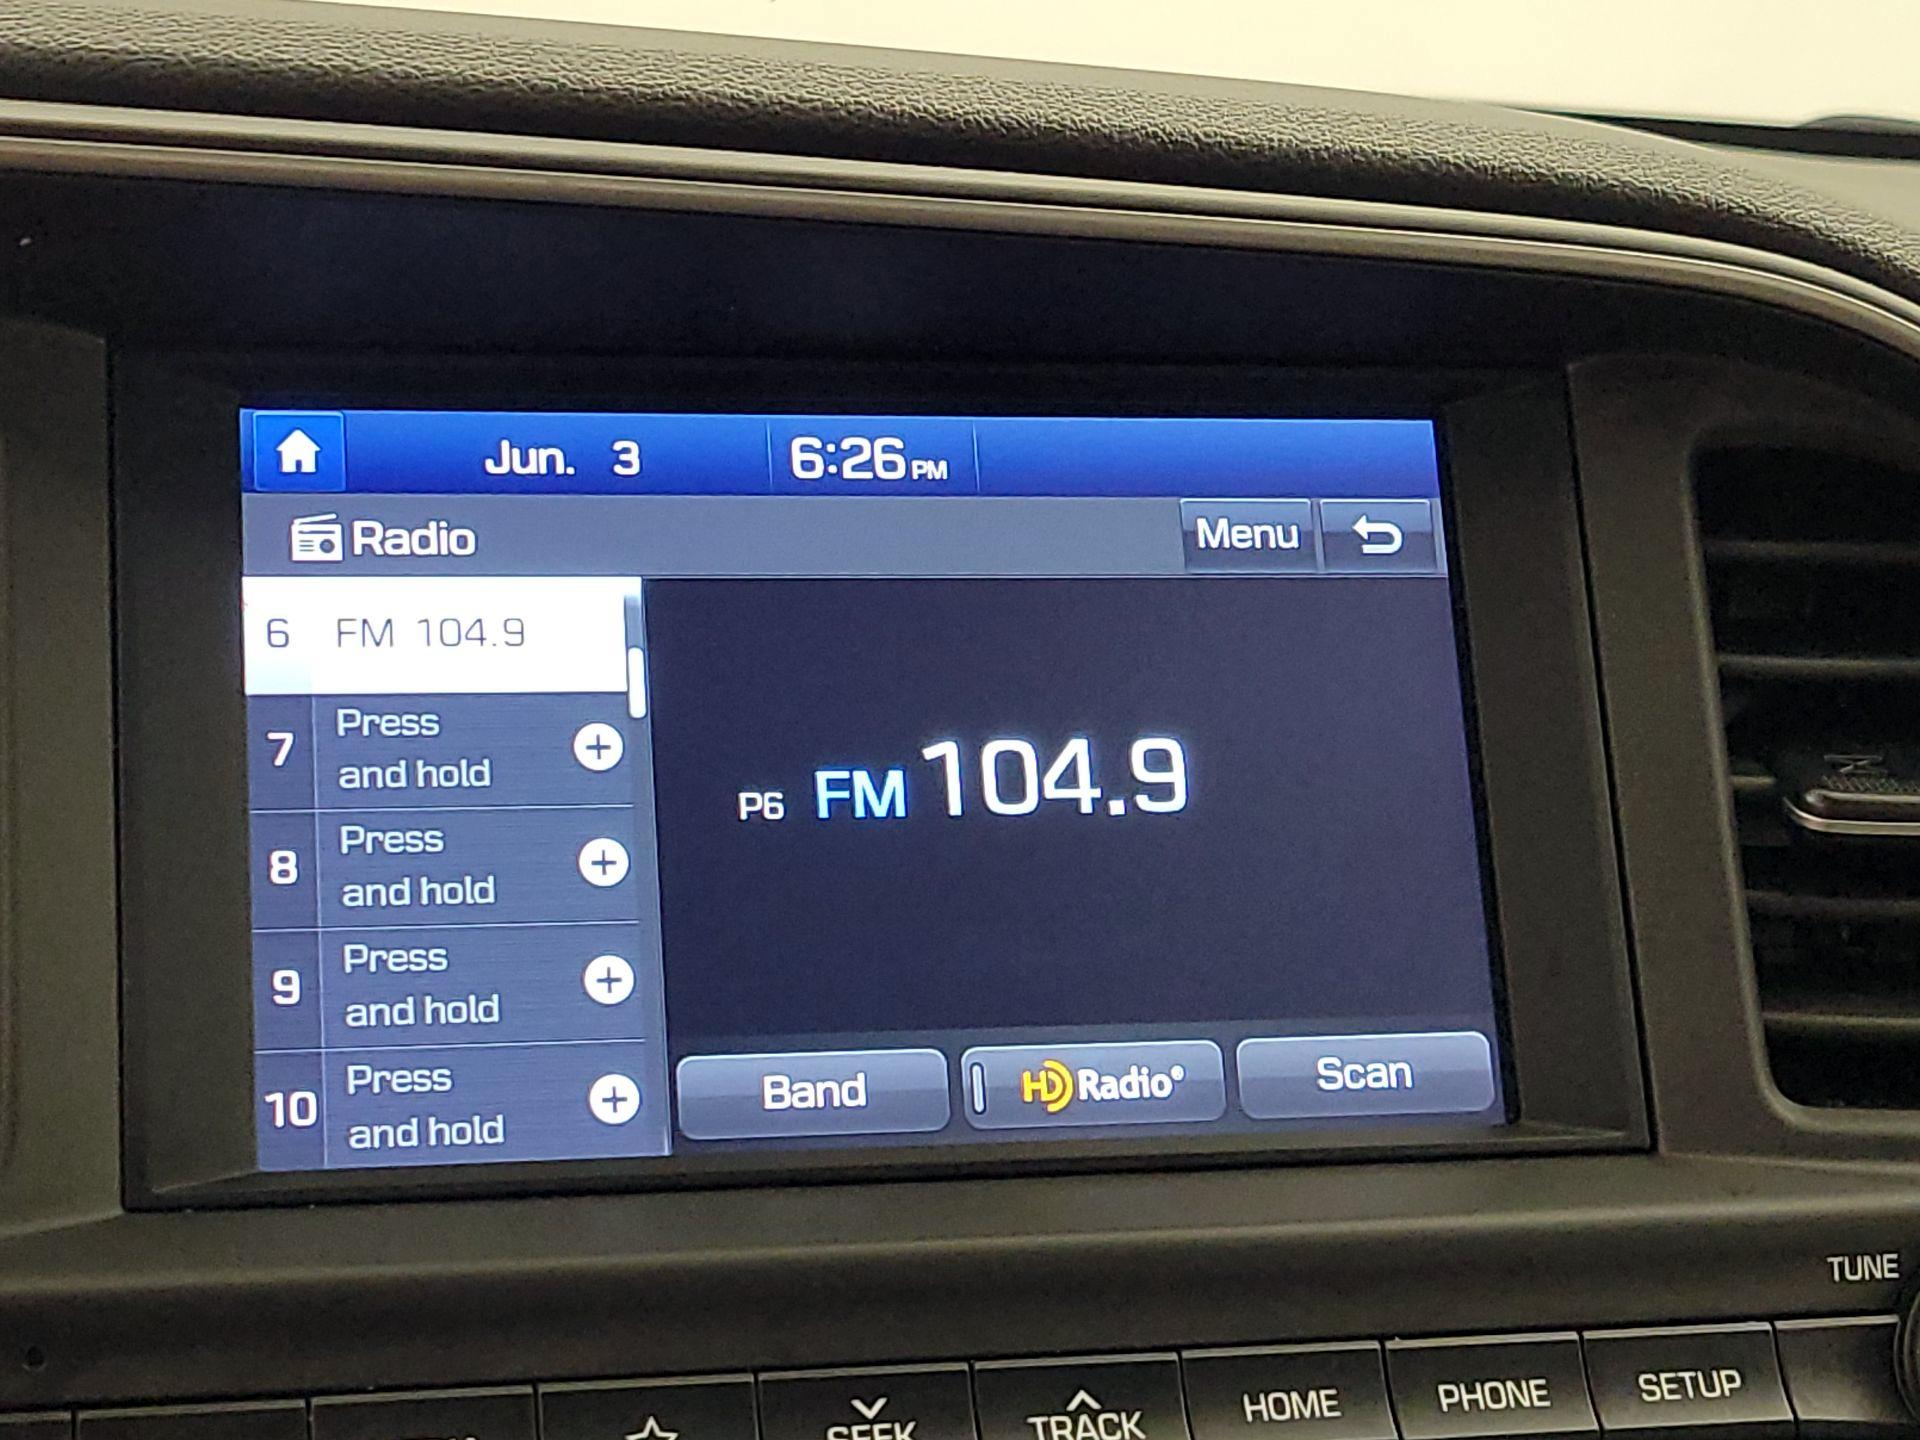 Jun. 3 6:26 PM
Radio Menu
6 FM 104.9
7 Press
and hold
8 Press
and hold
9 Press
and hold
10 Press
and hold
P6 FM 104.9
Band HD Radio® Scan
TUNE
SEEK TRACK HOME PHONE SETUP